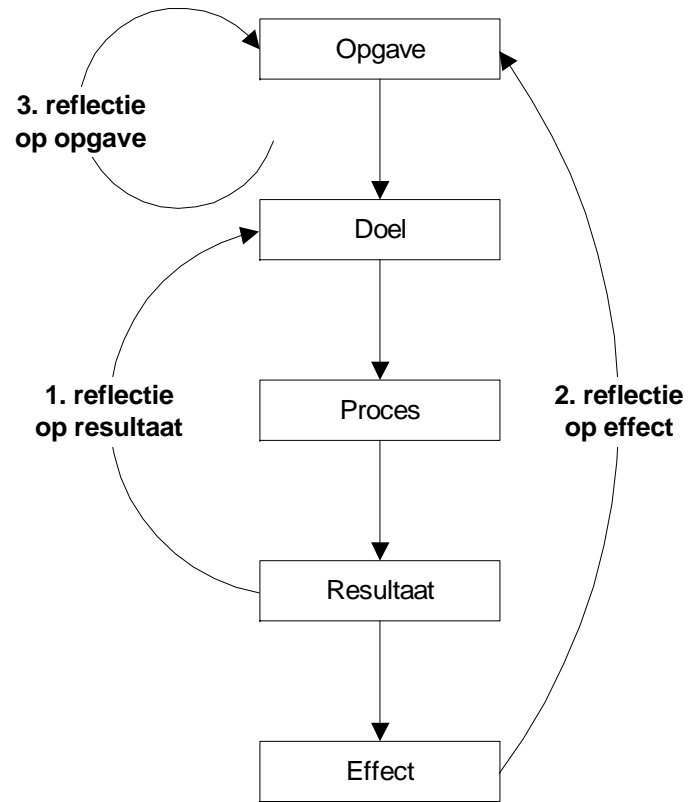 Opgave
3. reflectie
op opgave
Doel
1. reflectie
op resultaat
Proces
2. reflectie
op effect
Resultaat
Effect